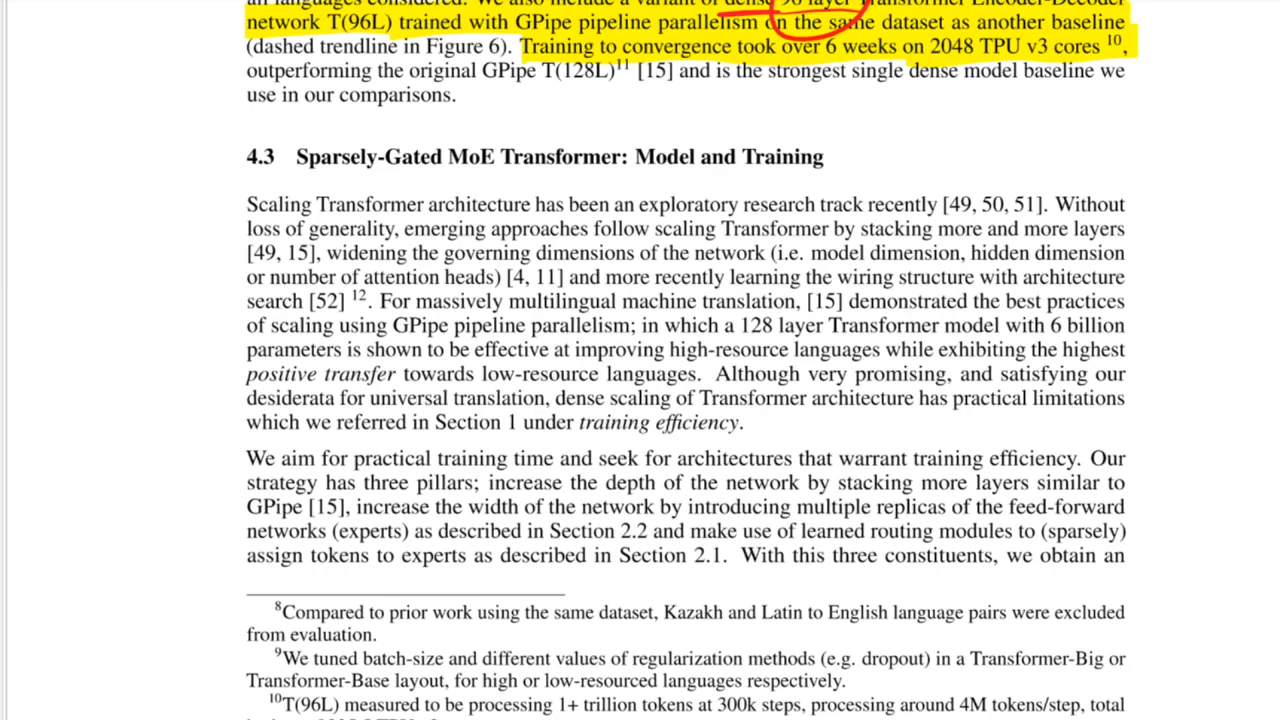 network T(96L) trained with GPipe pipeline parallelism on the same dataset as another baseline
(dashed trendline in Figure 6). Training to convergence took over 6 weeks on 2048 TPU v3 cores 10,
outperforming the original GPipe T(128L)11 [15] and is the strongest single dense model baseline we
use in our comparisons.
4.3 Sparsely-Gated MoE Transformer: Model and Training
Scaling Transformer architecture has been an exploratory research track recently [49, 50, 51]. Without
loss of generality, emerging approaches follow scaling Transformer by stacking more and more layers
[49, 15], widening the governing dimensions of the network (i.e. model dimension, hidden dimension
or number of attention heads) [4, 11] and more recently learning the wiring structure with architecture
search [52] 12. For massively multilingual machine translation, [15] demonstrated the best practices
of scaling using GPipe pipeline parallelism; in which a 128 layer Transformer model with 6 billion
parameters is shown to be effective at improving high-resource languages while exhibiting the highest
positive transfer towards low-resource languages. Although very promising, and satisfying our
desiderata for universal translation, dense scaling of Transformer architecture has practical limitations
which we referred in Section 1 under training efficiency.
We aim for practical training time and seek for architectures that warrant training efficiency. Our
strategy has three pillars; increase the depth of the network by stacking more layers similar to
GPipe [15], increase the width of the network by introducing multiple replicas of the feed-forward
networks (experts) as described in Section 2.2 and make use of learned routing modules to (sparsely)
assign tokens to experts as described in Section 2.1. With this three constituents, we obtain an
8Compared to prior work using the same dataset, Kazakh and Latin to English language pairs were excluded
from evaluation.
9We tuned batch-size and different values of regularization methods (e.g. dropout) in a Transformer-Big or
Transformer-Base layout, for high or low-resourced languages respectively.
10T(96L) measured to be processing 1+ trillion tokens at 300k steps, processing around 4M tokens/step, total